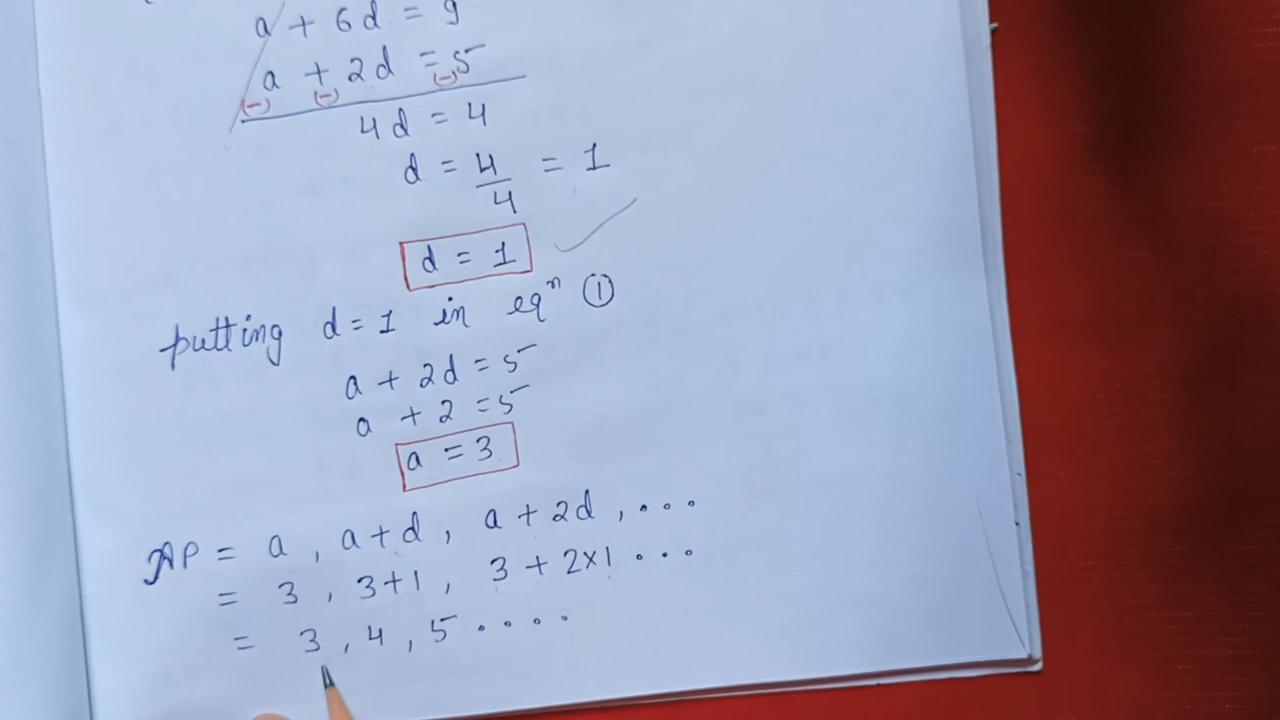 a + 6d = 9
a + 2d = 5
(-) (-) (-)
4d = 4
d = 4/4 = 1
d = 1
putting d = 1 in eqⁿ ①
a + 2d = 5
a + 2 = 5
a = 3
AP = a , a + d , a + 2d , ...
= 3 , 3+1 , 3 + 2×1 ...
= 3 , 4 , 5 ....